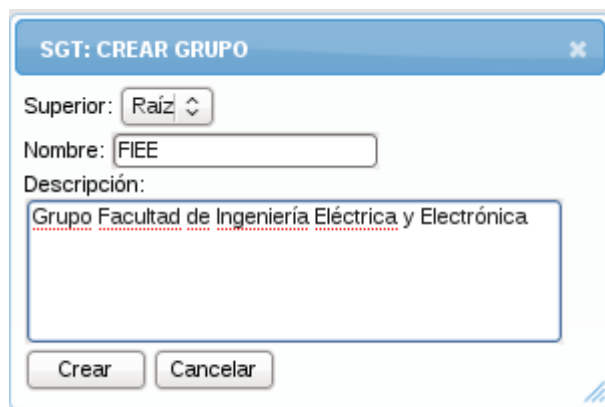 SGT: CREAR GRUPO
Superior: Raíz
Nombre: FIEE
Descripción:
Grupo Facultad de Ingeniería Eléctrica y Electrónica
Crear Cancelar